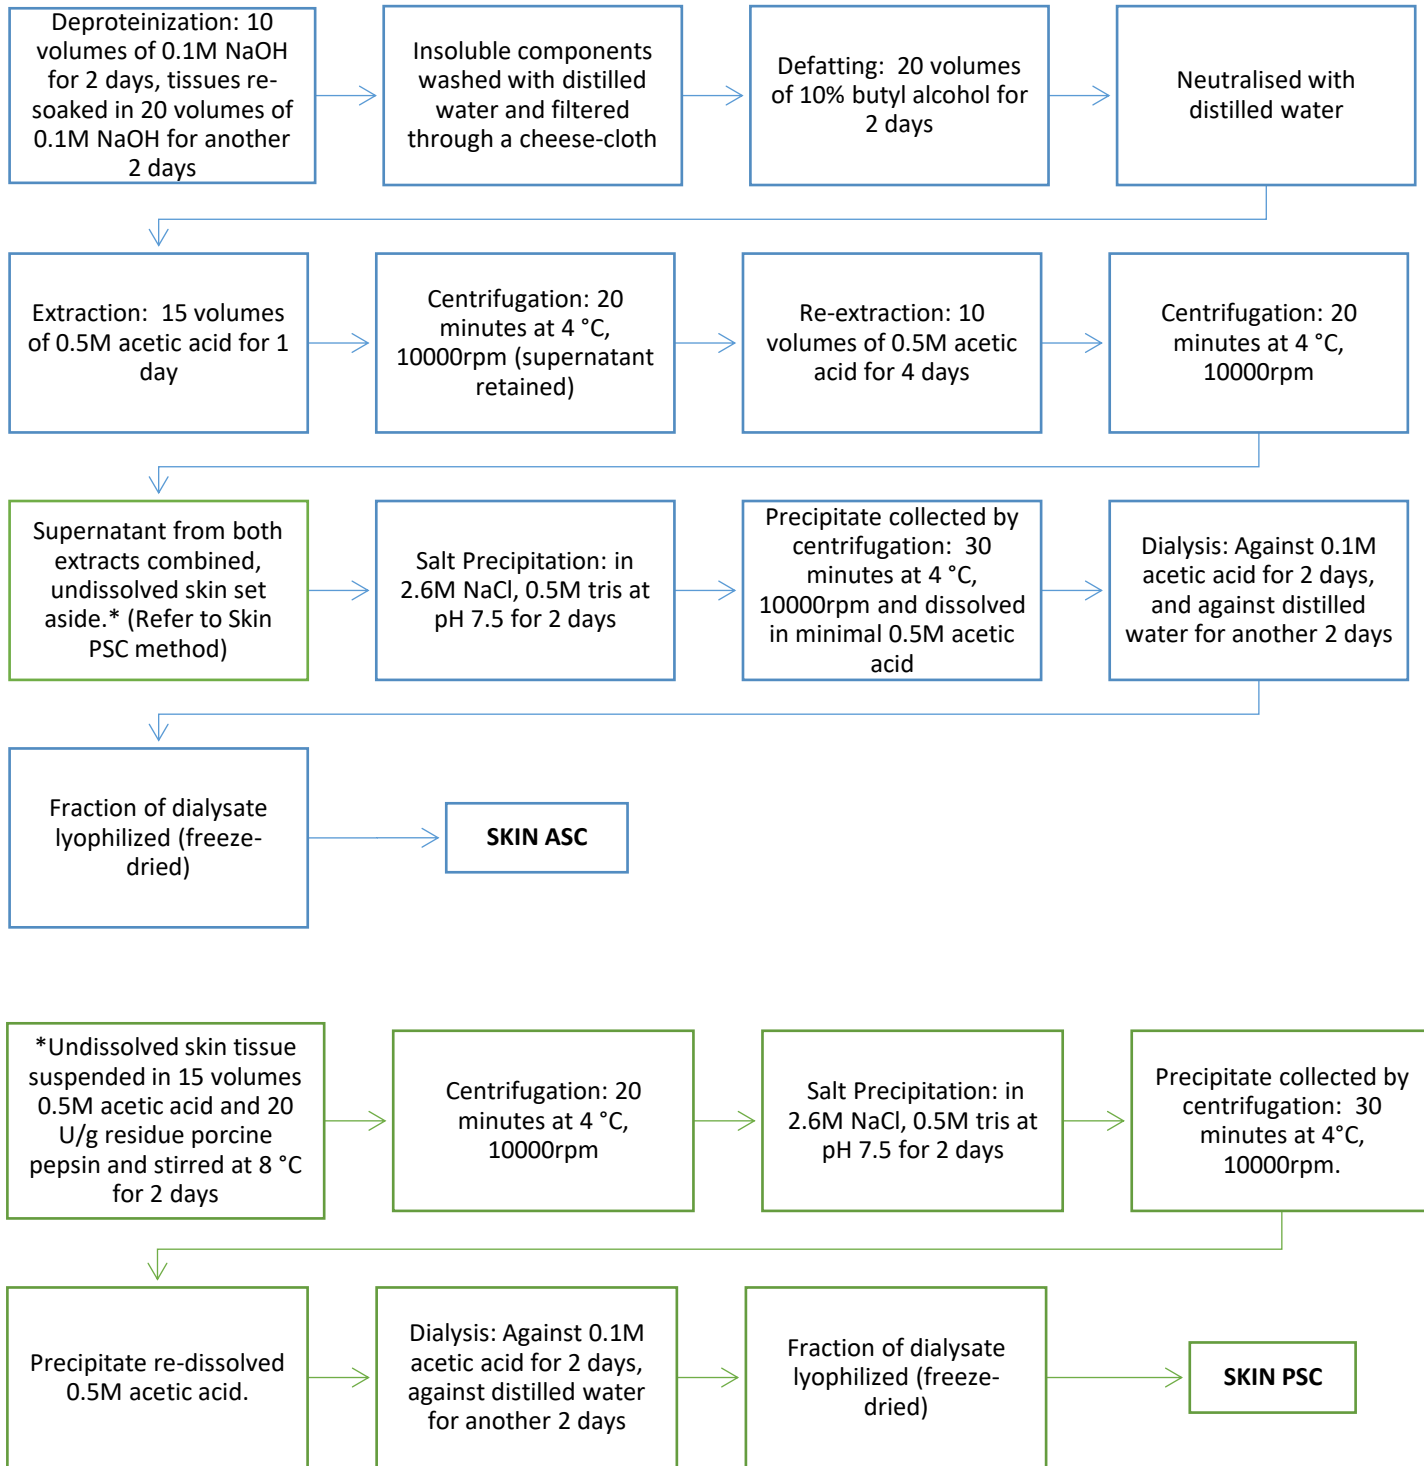 Deproteinization: 10
volumes of 0.1M NaOH
for 2 days, tissues re-
soaked in 20 volumes of
0.1M NaOH for another
2 days
Insoluble components
washed with distilled
water and filtered
through a cheese-cloth
Defatting: 20 volumes
of 10% butyl alcohol for
2 days
Neutralised with
distilled water
Extraction: 15 volumes
of 0.5M acetic acid for 1
day
Centrifugation: 20
minutes at 4 °C,
10000rpm (supernatant
retained)
Re-extraction: 10
volumes of 0.5M acetic
acid for 4 days
Centrifugation: 20
minutes at 4 °C,
10000rpm
Supernatant from both
extracts combined,
undissolved skin set
aside.* (Refer to Skin
PSC method)
Salt Precipitation: in
2.6M NaCl, 0.5M tris at
pH 7.5 for 2 days
Precipitate collected by
centrifugation: 30
minutes at 4 °C,
10000rpm and dissolved
in minimal 0.5M acetic
acid
Dialysis: Against 0.1M
acetic acid for 2 days,
and against distilled
water for another 2 days
Fraction of dialysate
lyophilized (freeze-
dried)
SKIN ASC
*Undissolved skin tissue
suspended in 15 volumes
0.5M acetic acid and 20
U/g residue porcine
pepsin and stirred at 8 °C
for 2 days
Centrifugation: 20
minutes at 4 °C,
10000rpm
Salt Precipitation: in
2.6M NaCl, 0.5M tris at
pH 7.5 for 2 days
Precipitate collected by
centrifugation: 30
minutes at 4°C,
10000rpm.
Precipitate re-dissolved
0.5M acetic acid.
Dialysis: Against 0.1M
acetic acid for 2 days,
against distilled water
for another 2 days
Fraction of dialysate
lyophilized (freeze-
dried)
SKIN PSC